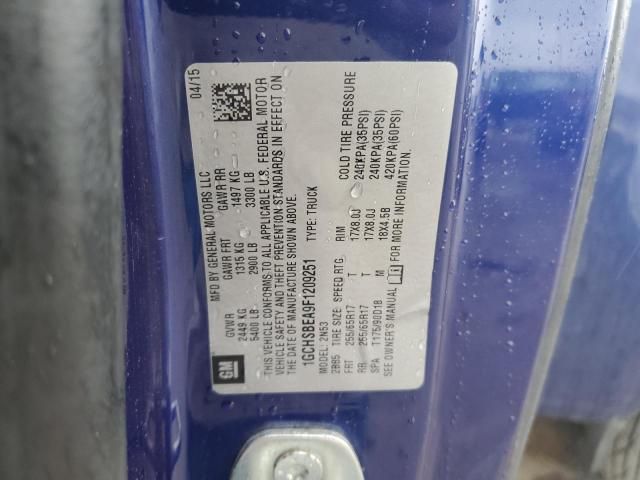 GM
MFD BY GENERAL MOTORS LLC 04/15
GVWR GAWR FRT GAWR RR
2449 KG 1315 KG 1497 KG
5400 LB 2900 LB 3300 LB
THIS VEHICLE CONFORMS TO ALL APPLICABLE U.S. FEDERAL MOTOR
VEHICLE SAFETY AND THEFT PREVENTION STANDARDS IN EFFECT ON
THE DATE OF MANUFACTURE SHOWN ABOVE.
1GCHSBEA9F1209251 TYPE: TRUCK
MODEL: 2N53
2BB5 TIRE SIZE: SPEED RTG. RIM COLD TIRE PRESSURE
FRT 255/65R17 T 17X8.0J 240KPA(35PSI)
RR 255/65R17 T 17X8.0J 240KPA(35PSI)
SPA T175/90D18 M 18X4.5B 420KPA(60PSI)
SEE OWNER'S MANUAL FOR MORE INFORMATION.